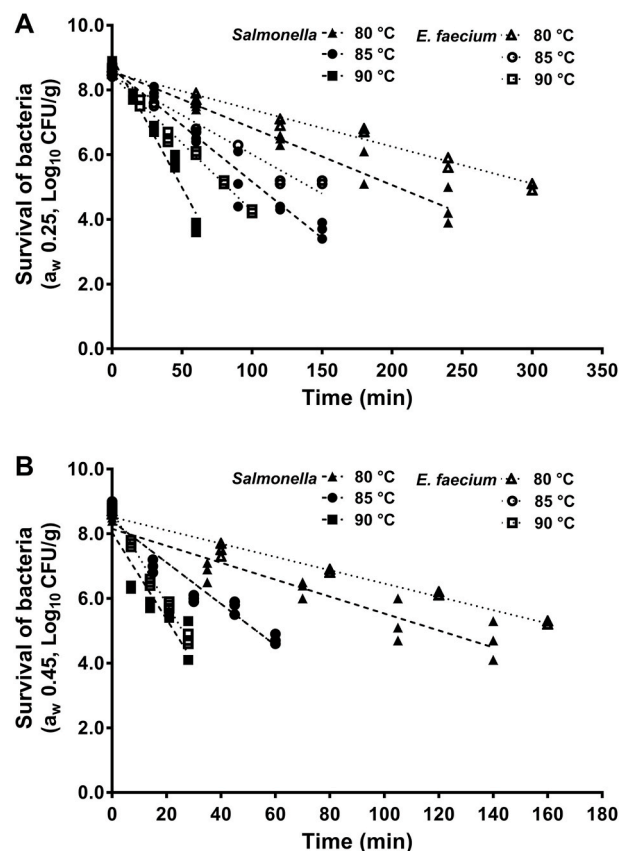 A
Salmonella
80 °C
85 °C
90 °C
E. faecium
80 °C
85 °C
90 °C
Survival of bacteria
(aw 0.25, Log10 CFU/g)
10.0
8.0
6.0
4.0
2.0
0.0
0 50 100 150 200 250 300 350
Time (min)
B
Salmonella
80 °C
85 °C
90 °C
E. faecium
80 °C
85 °C
90 °C
Survival of bacteria
(aw 0.45, Log10 CFU/g)
10.0
8.0
6.0
4.0
2.0
0.0
0 20 40 60 80 100 120 140 160 180
Time (min)